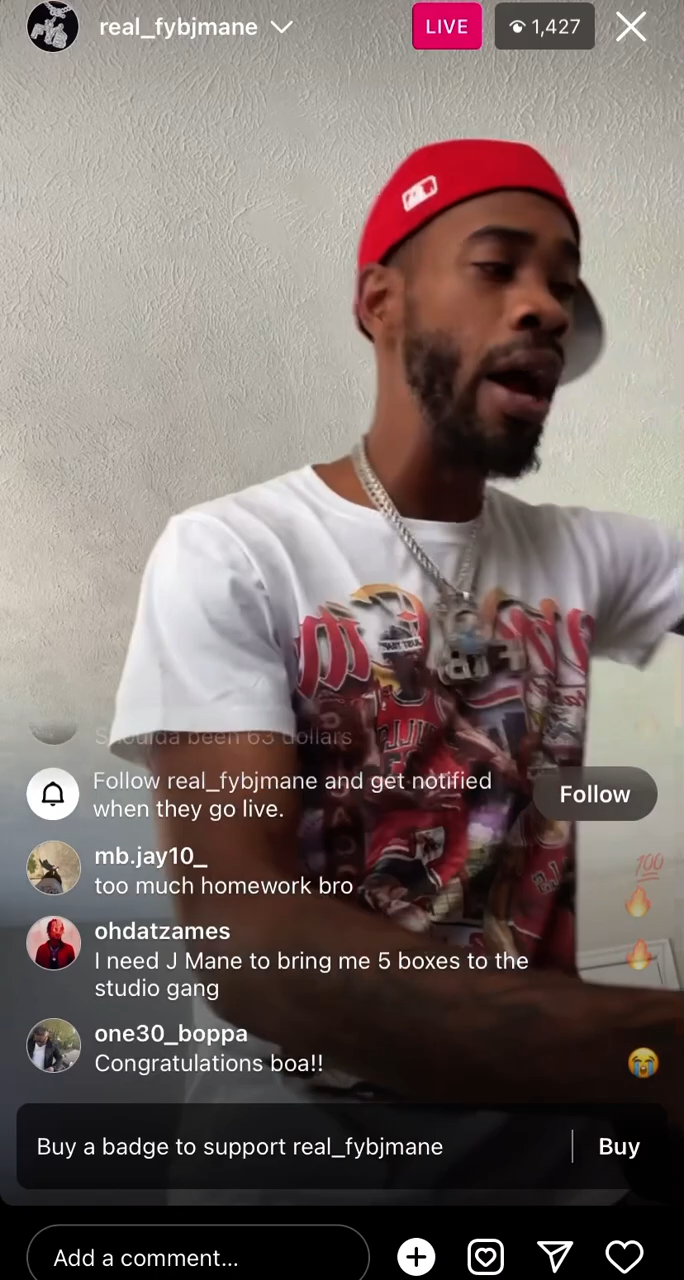 real_fybjmane
LIVE
1,427
Shoulda been 63 dollars
Follow real_fybjmane and get notified
when they go live.
Follow
mb.jay10_
too much homework bro
100
ohdatzames
I need J Mane to bring me 5 boxes to the
studio gang
one30_boppa
Congratulations boa!!
Buy a badge to support real_fybjmane
Buy
Add a comment...